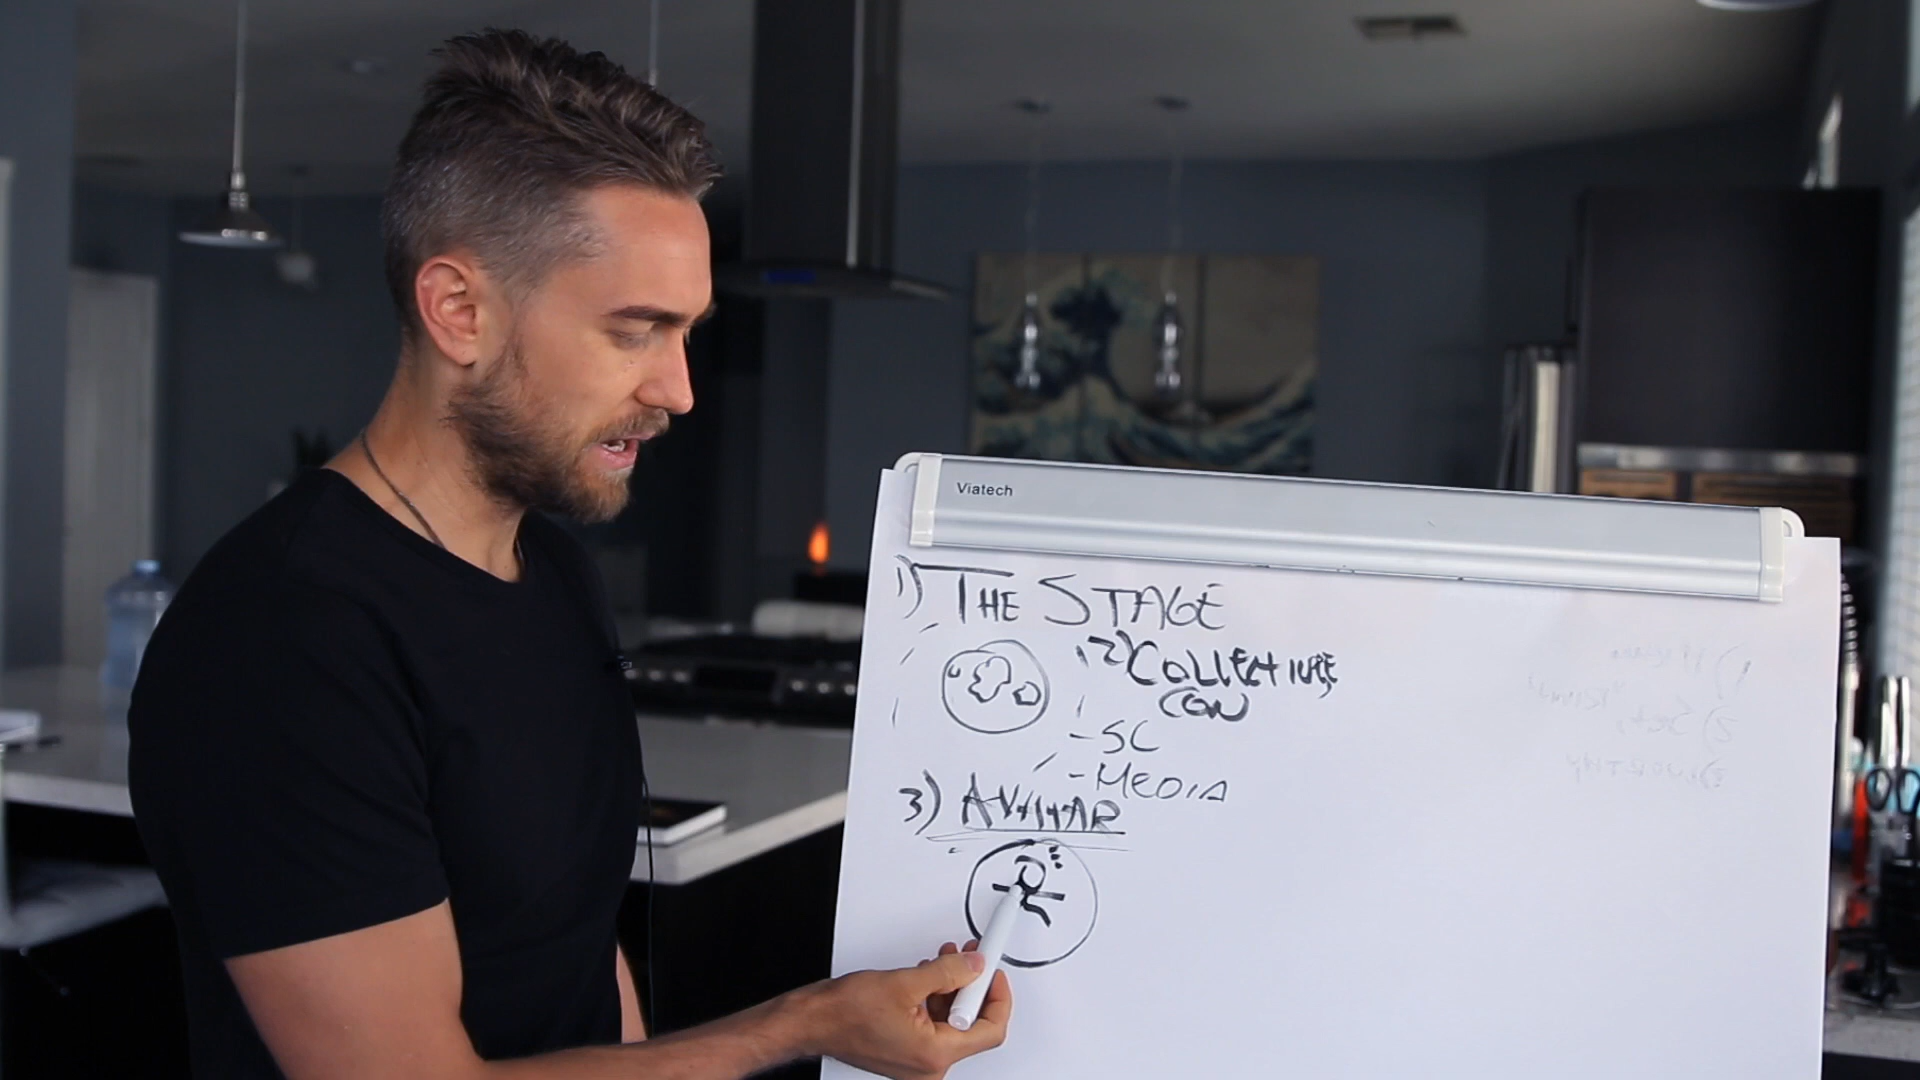 Viatech
1) THE STAGE
2) COLLECTIVE
CON
- SC
- MEDIA
3) AVATAR